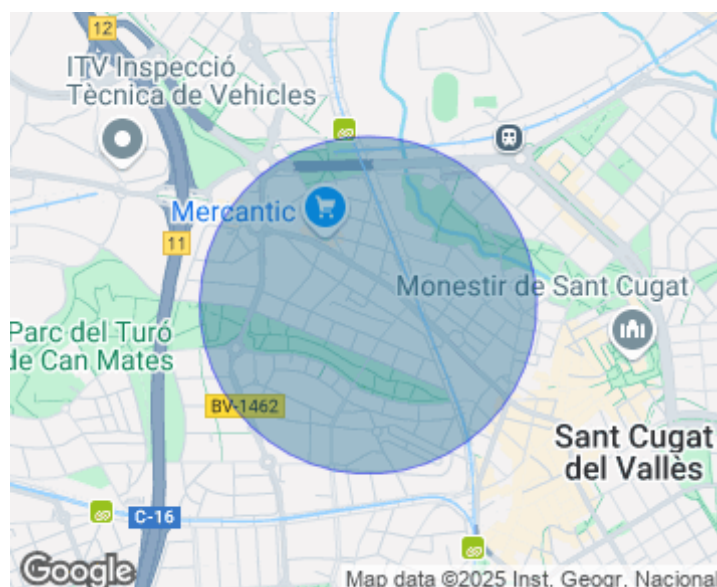 12
ITV Inspecció
Tècnica de Vehicles
Mercantic
11
Monestir de Sant Cugat
Parc del Turó
de Can Mates
BV-1462
Sant Cugat
del Vallès
C-16
Google
Map data ©2025 Inst. Geogr. Nacional